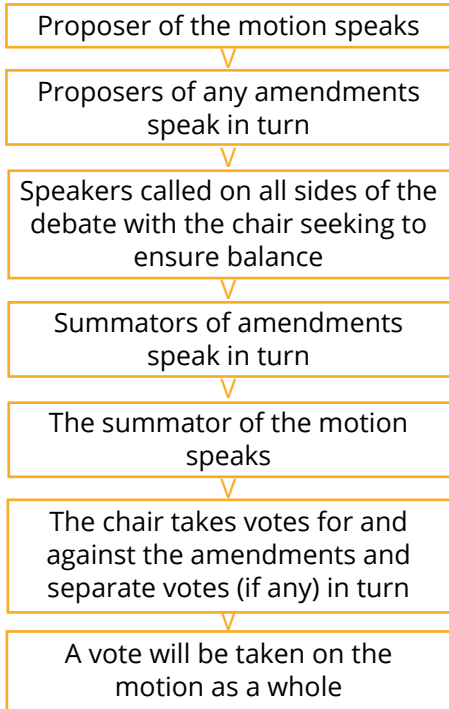 Proposer of the motion speaks
Proposers of any amendments
speak in turn
Speakers called on all sides of the
debate with the chair seeking to
ensure balance
Summators of amendments
speak in turn
The summator of the motion
speaks
The chair takes votes for and
against the amendments and
separate votes (if any) in turn
A vote will be taken on the
motion as a whole